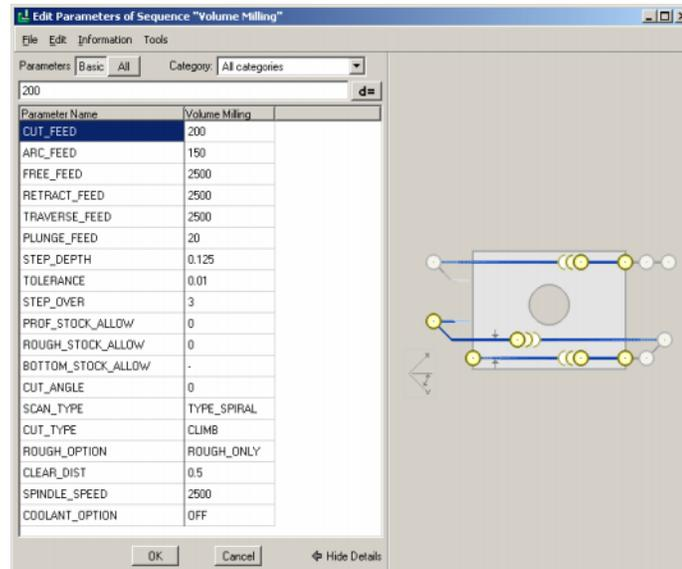 Edit Parameters of Sequence "Volume Milling"
File Edit Information Tools
Parameters Basic All Category: All categories
200 d=
Parameter Name Volume Milling
CUT_FEED 200
ARC_FEED 150
FREE_FEED 2500
RETRACT_FEED 2500
TRAVERSE_FEED 2500
PLUNGE_FEED 20
STEP_DEPTH 0.125
TOLERANCE 0.01
STEP_OVER 3
PROF_STOCK_ALLOW 0
ROUGH_STOCK_ALLOW 0
BOTTOM_STOCK_ALLOW -
CUT_ANGLE 0
SCAN_TYPE TYPE_SPIRAL
CUT_TYPE CLIMB
ROUGH_OPTION ROUGH_ONLY
CLEAR_DIST 0.5
SPINDLE_SPEED 2500
COOLANT_OPTION OFF
OK Cancel Hide Details